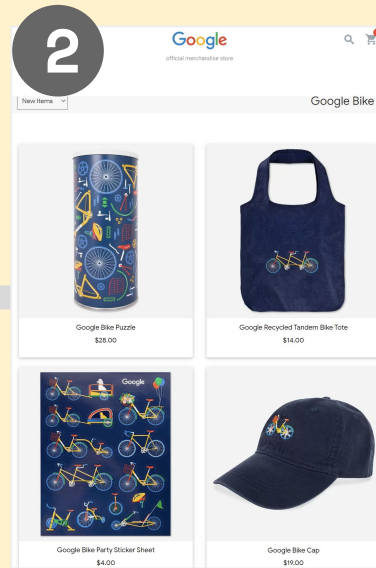 2
Google
official merchandise store
New Items
Google Bike
Google Bike Puzzle
$28.00
Google Recycled Tandem Bike Tote
$14.00
Google
Google Bike Party Sticker Sheet
$4.00
Google Bike Cap
$19.00